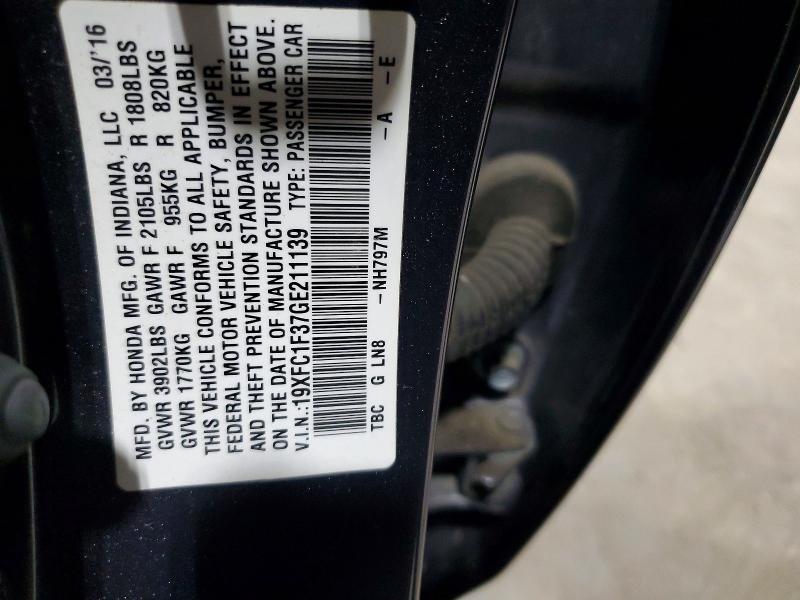 MFD. BY HONDA MFG. OF INDIANA, LLC 03/'16
GVWR 3902LBS GAWR F 2105LBS R 1808LBS
GVWR 1770KG GAWR F 955KG R 820KG
THIS VEHICLE CONFORMS TO ALL APPLICABLE
FEDERAL MOTOR VEHICLE SAFETY, BUMPER,
AND THEFT PREVENTION STANDARDS IN EFFECT
ON THE DATE OF MANUFACTURE SHOWN ABOVE.
V.I.N.:19XFC1F37GE211139 TYPE: PASSENGER CAR
TBC G LN8 -NH797M -A -E